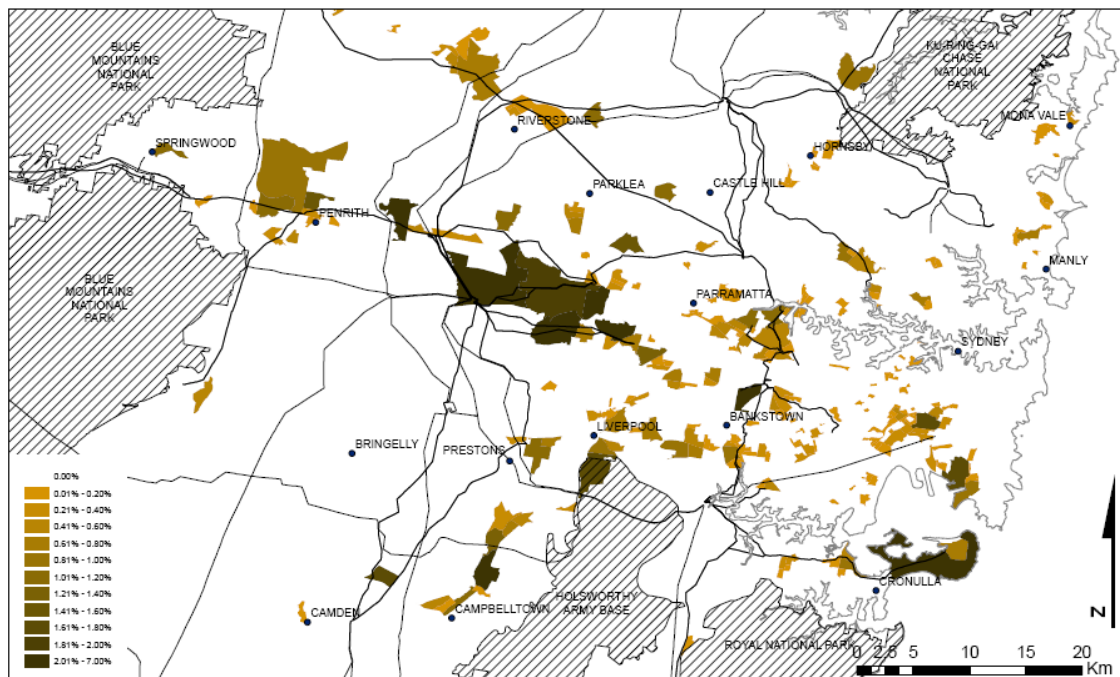 BLUE
MOUNTAINS
NATIONAL
PARK
KU-RING-GAI
CHASE
NATIONAL
PARK
MONA VALE
RIVERSTONE
SPRINGWOOD
HORNSBY
PARKLEA
CASTLE HILL
PENRITH
MANLY
BLUE
MOUNTAINS
NATIONAL
PARK
PARRAMATTA
SYDNEY
BANKSTOWN
LIVERPOOL
BRINGELLY
PRESTONS
0.00%
0.01% - 0.20%
0.21% - 0.40%
0.41% - 0.60%
0.61% - 0.80%
0.81% - 1.00%
1.01% - 1.20%
1.21% - 1.40%
1.41% - 1.60%
1.61% - 1.80%
1.81% - 2.00%
2.01% - 7.00%
CRONULLA
HOLSWORTHY
ARMY BASE
CAMDEN
CAMPBELLTOWN
N
ROYAL NATIONAL PARK
0 2.5 5 10 20
Km